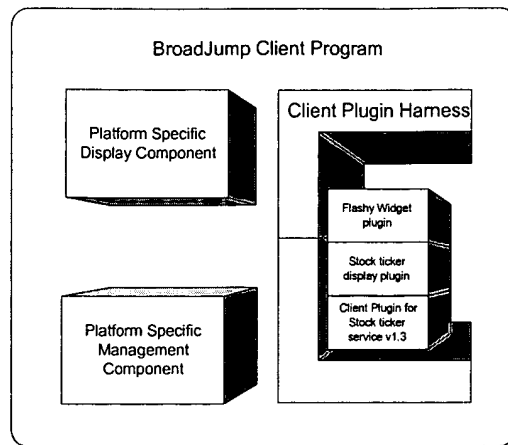 BroadJump Client Program
Platform Specific
Display Component
Client Plugin Harness
Flashy Widget
plugin
Stock ticker
display plugin
Client Plugin for
Stock ticker
service v1.3
Platform Specific
Management
Component